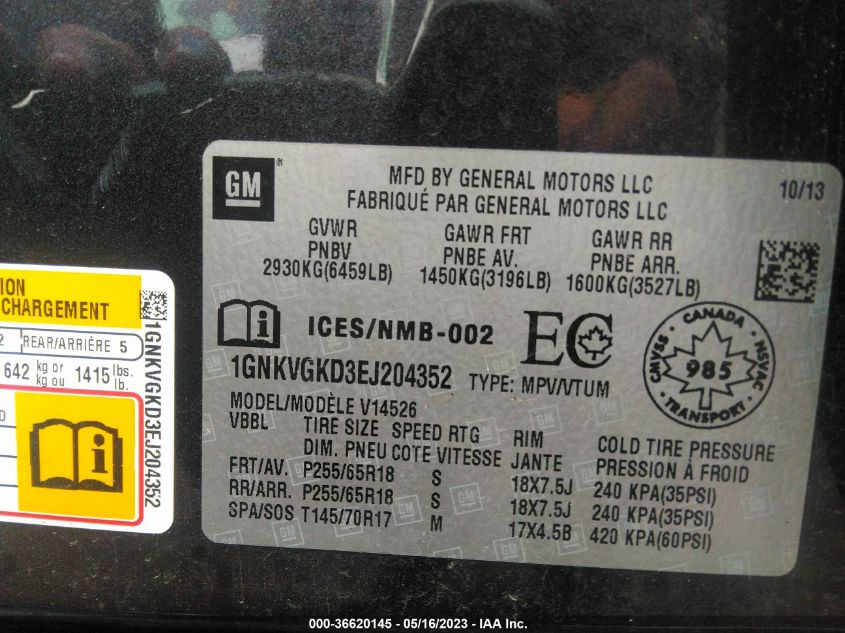 GM
®
MFD BY GENERAL MOTORS LLC
FABRIQUÉ PAR GENERAL MOTORS LLC
10/13
GVWR
PNBV
2930KG(6459LB)
GAWR FRT
PNBE AV.
1450KG(3196LB)
GAWR RR
PNBE ARR.
1600KG(3527LB)
i ICES/NMB-002 EC
CANADA
CMVSS 985 NSVAC
TRANSPORT
1GNKVGKD3EJ204352 TYPE: MPV/VTUM
MODEL/MODÈLE V14526
VBBL TIRE SIZE SPEED RTG RIM COLD TIRE PRESSURE
DIM. PNEU COTE VITESSE JANTE PRESSION À FROID
FRT/AV. P255/65R18 S 18X7.5J 240 KPA(35PSI)
RR/ARR. P255/65R18 S 18X7.5J 240 KPA(35PSI)
SPA/SOS T145/70R17 M 17X4.5B 420 KPA(60PSI)
ION
CHARGEMENT
2 REAR/ARRIÈRE 5
642 kg or 1415 lbs.
kg ou lb.
D
i
1GNKVGKD3EJ204352
000-36620145 - 05/16/2023 - IAA Inc.